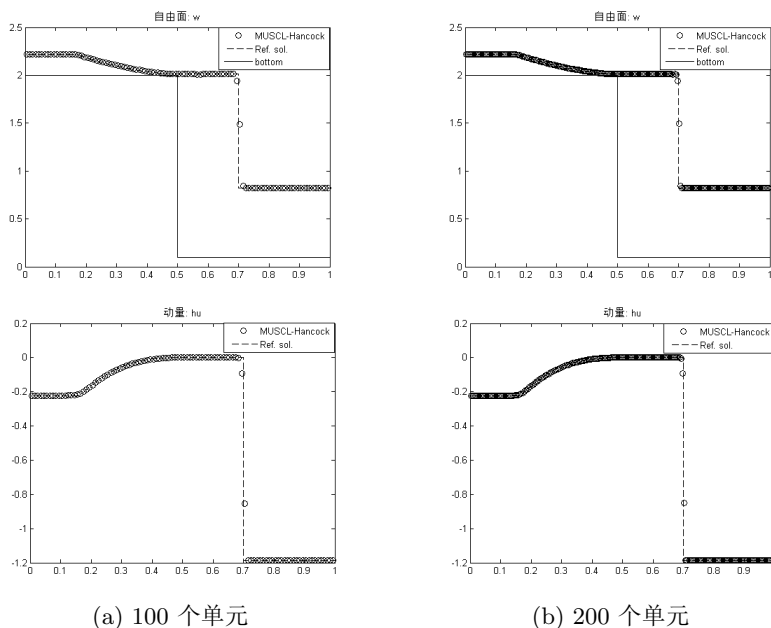 自由面: w
MUSCL-Hancock
Ref. sol.
bottom
2.5
2
1.5
1
0.5
0
0 0.1 0.2 0.3 0.4 0.5 0.6 0.7 0.8 0.9 1
自由面: w
MUSCL-Hancock
Ref. sol.
bottom
2.5
2
1.5
1
0.5
0
0 0.1 0.2 0.3 0.4 0.5 0.6 0.7 0.8 0.9 1
动量: hu
MUSCL-Hancock
Ref. sol.
0.2
0
-0.2
-0.4
-0.6
-0.8
-1
-1.2
0 0.1 0.2 0.3 0.4 0.5 0.6 0.7 0.8 0.9 1
动量: hu
MUSCL-Hancock
Ref. sol.
0.2
0
-0.2
-0.4
-0.6
-0.8
-1
-1.2
0 0.1 0.2 0.3 0.4 0.5 0.6 0.7 0.8 0.9 1
(a) 100 个单元
(b) 200 个单元